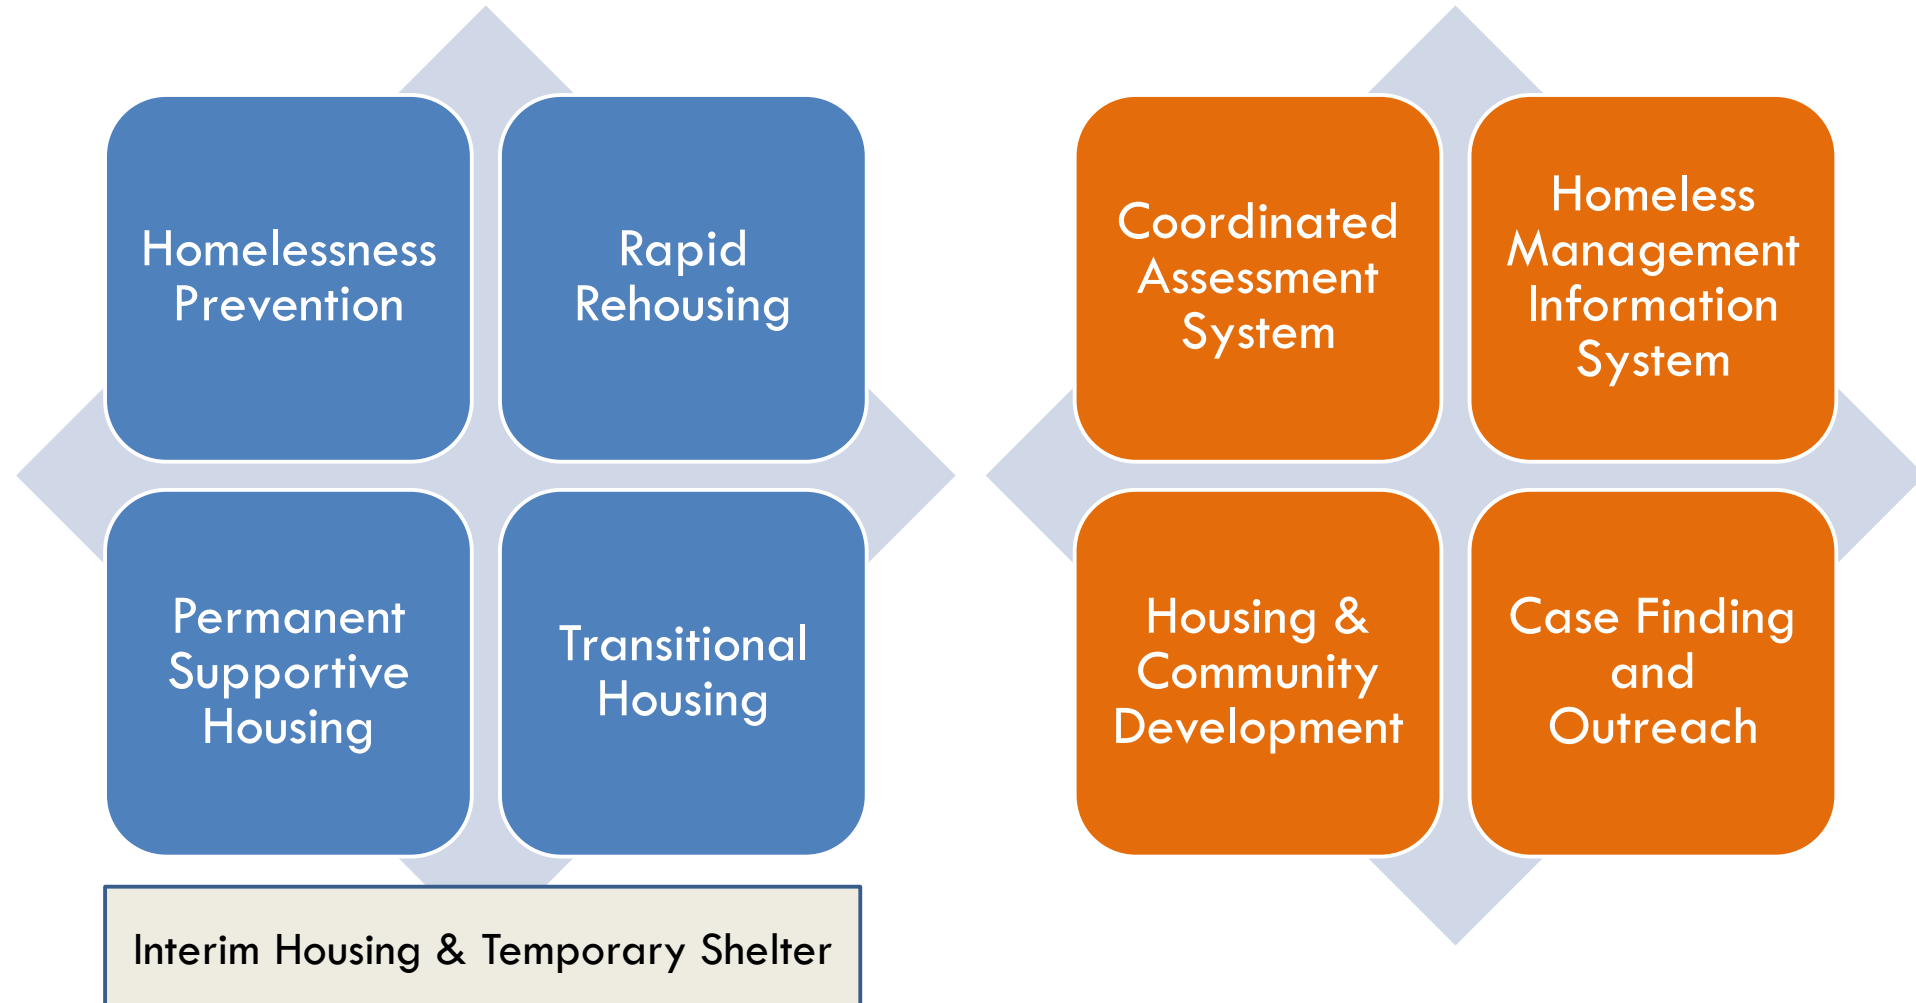 Homelessness
Prevention
Rapid
Rehousing
Permanent
Supportive
Housing
Transitional
Housing
Interim Housing & Temporary Shelter
Coordinated
Assessment
System
Homeless
Management
Information
System
Housing &
Community
Development
Case Finding
and
Outreach